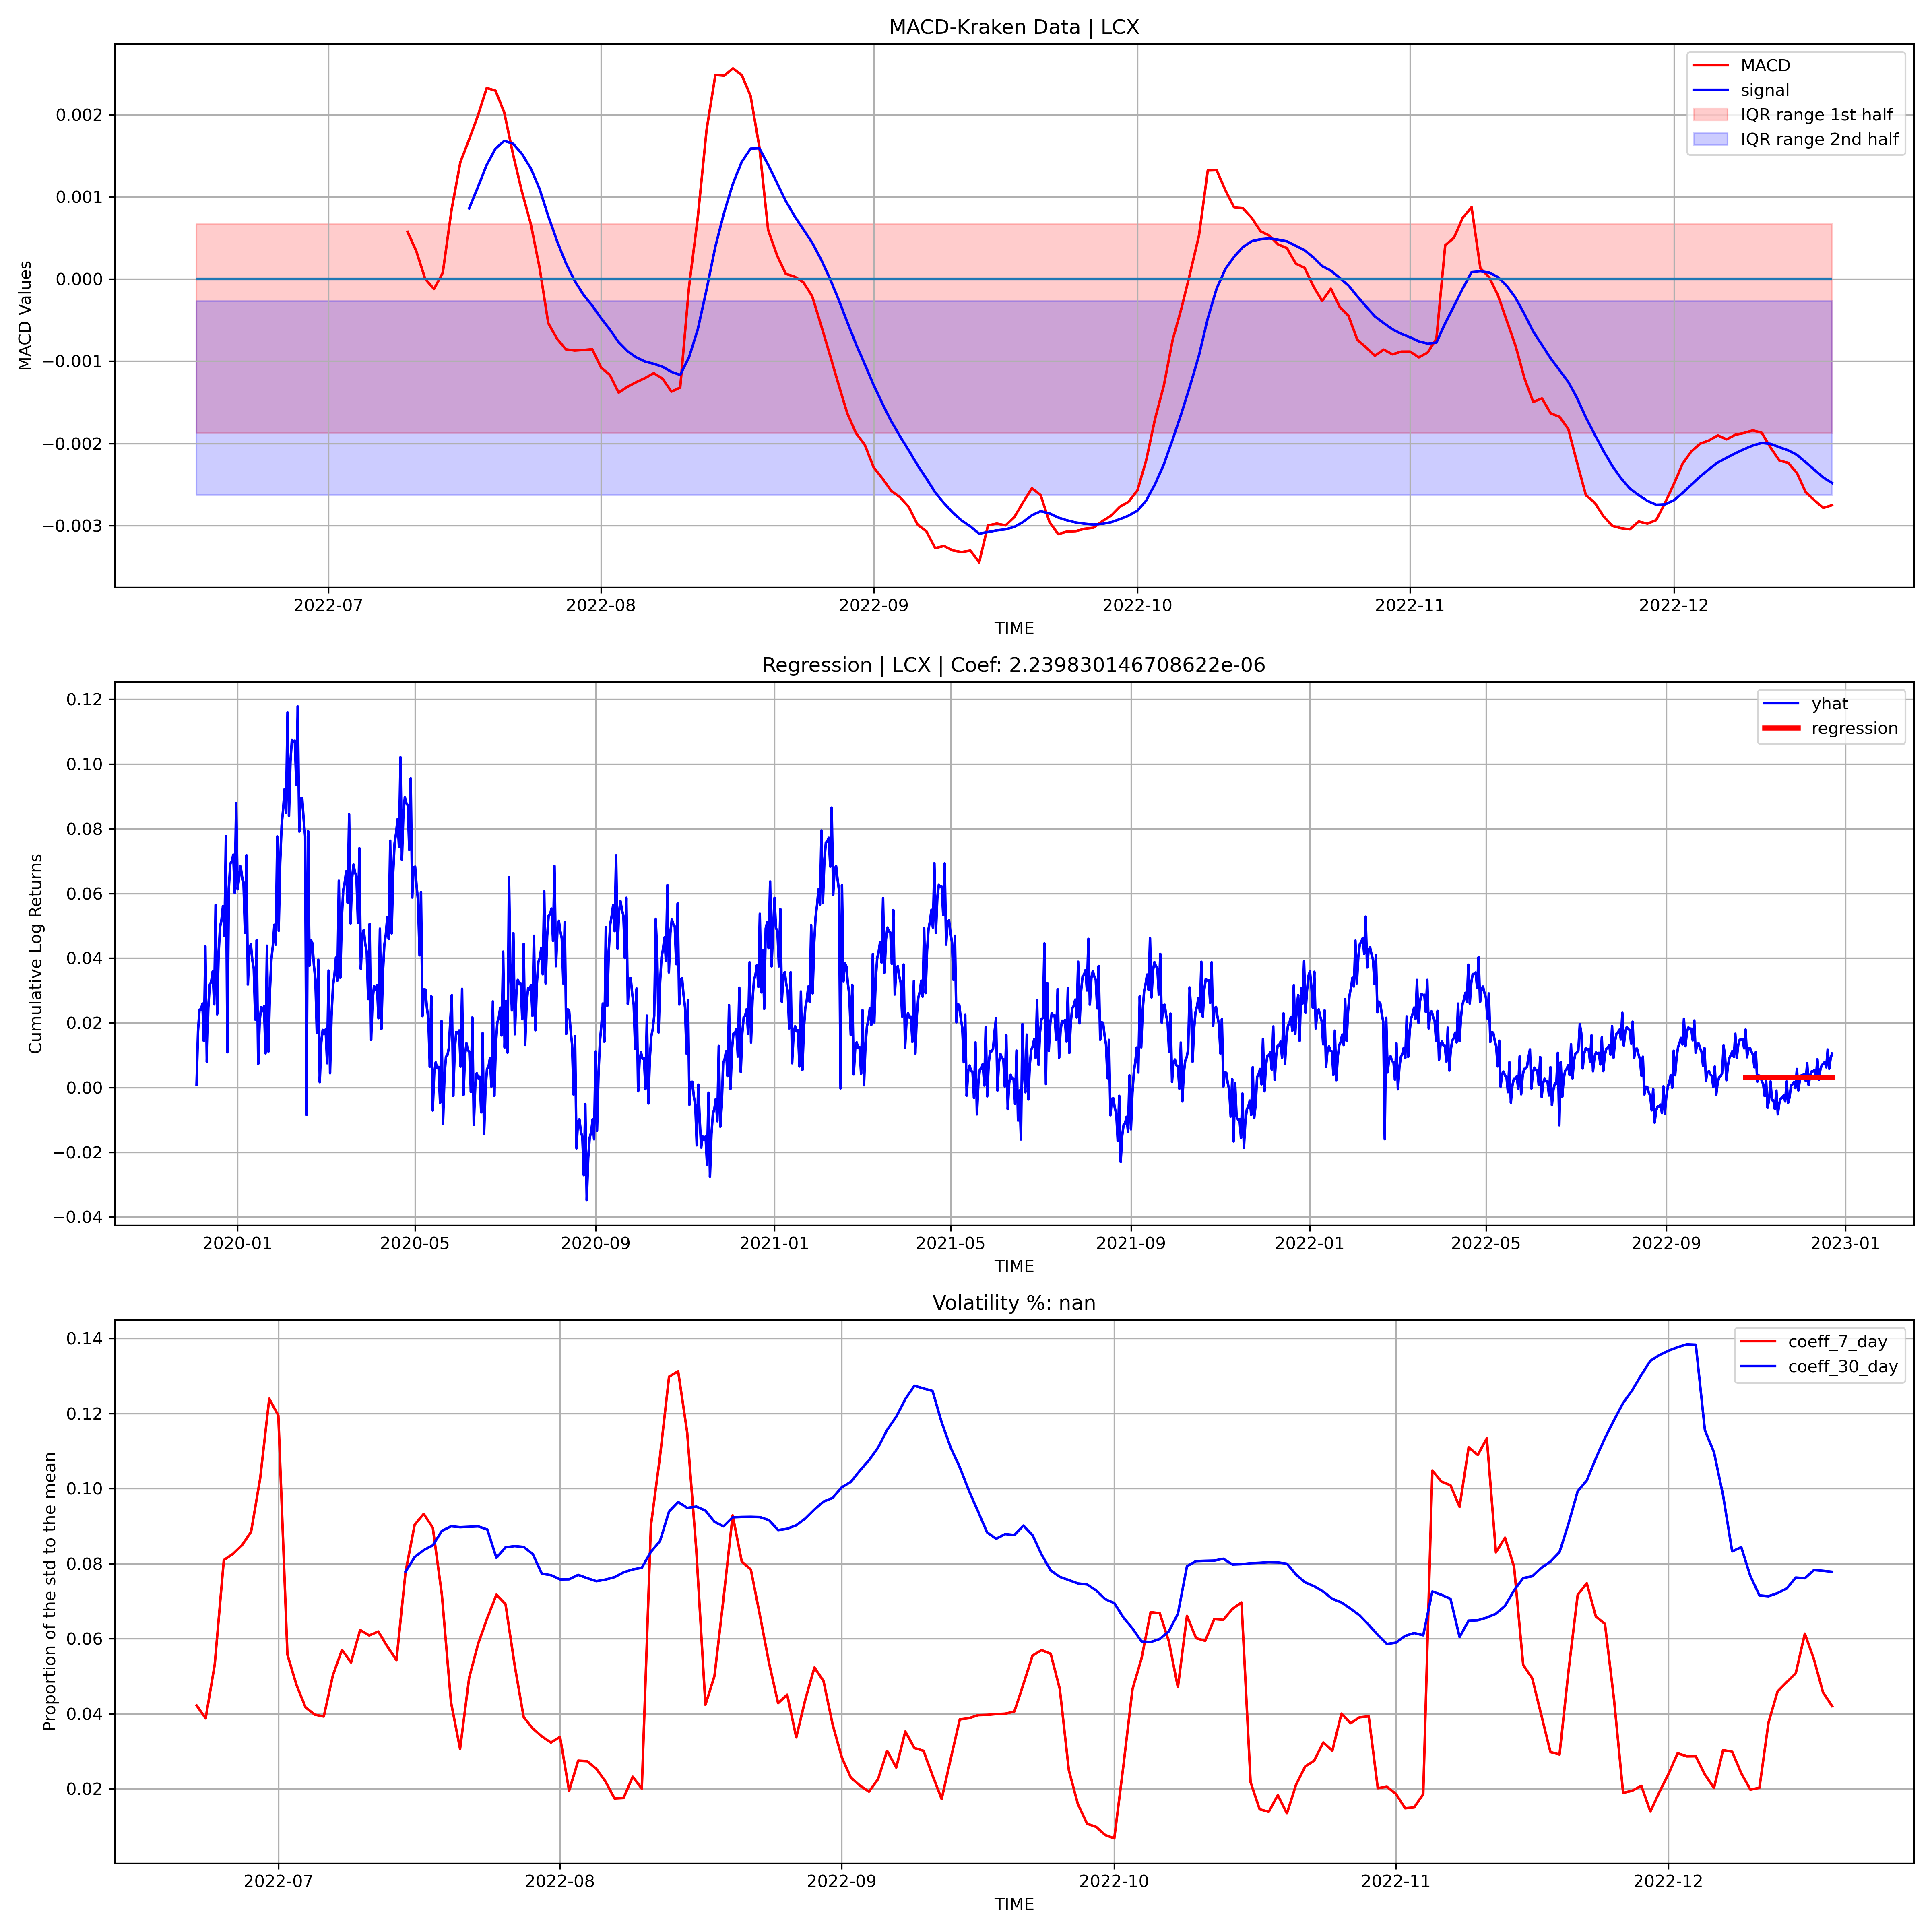 MACD-Kraken Data | LCX
MACD
signal
IQR range 1st half
IQR range 2nd half
MACD Values
0.002
0.001
0.000
−0.001
−0.002
−0.003
2022-07 2022-08 2022-09 2022-10 2022-11 2022-12
TIME
Regression | LCX | Coef: 2.239830146708622e-06
yhat
regression
Cumulative Log Returns
0.12
0.10
0.08
0.06
0.04
0.02
0.00
−0.02
−0.04
2020-01 2020-05 2020-09 2021-01 2021-05 2021-09 2022-01 2022-05 2022-09 2023-01
TIME
Volatility %: nan
coeff_7_day
coeff_30_day
Proportion of the std to the mean
0.14
0.12
0.10
0.08
0.06
0.04
0.02
2022-07 2022-08 2022-09 2022-10 2022-11 2022-12
TIME